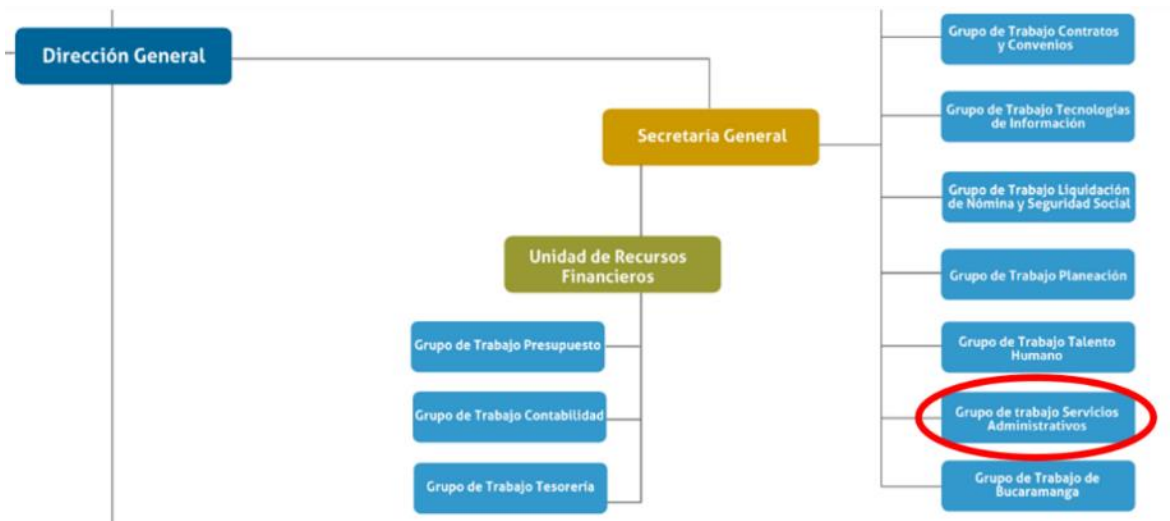 Dirección General
Secretaría General
Unidad de Recursos
Financieros
Grupo de Trabajo Presupuesto
Grupo de Trabajo Contabilidad
Grupo de Trabajo Tesorería
Grupo de Trabajo Contratos
y Convenios
Grupo de Trabajo Tecnologías
de Información
Grupo de Trabajo Liquidación
de Nómina y Seguridad Social
Grupo de Trabajo Planeación
Grupo de Trabajo Talento
Humano
Grupo de trabajo Servicios
Administrativos
Grupo de Trabajo de
Bucaramanga